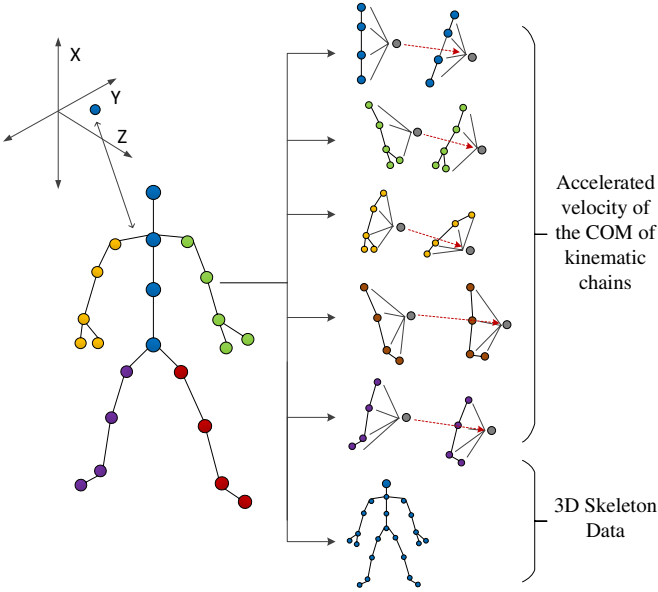 X
Y
Z
Accelerated
velocity of
the COM of
kinematic
chains
3D Skeleton
Data